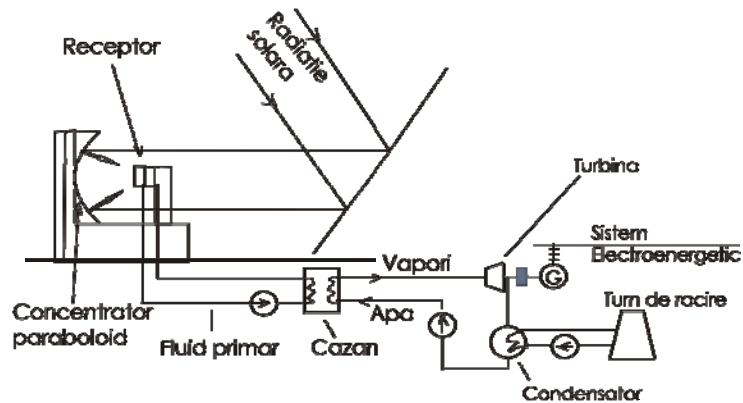 Receptor
Radiatie
solara
Turbina
Sistem
Electroenergetic
G
Vapori
Apa
Turn de racire
Concentrator
paraboloid
Fluid primar
Cazan
Condensator